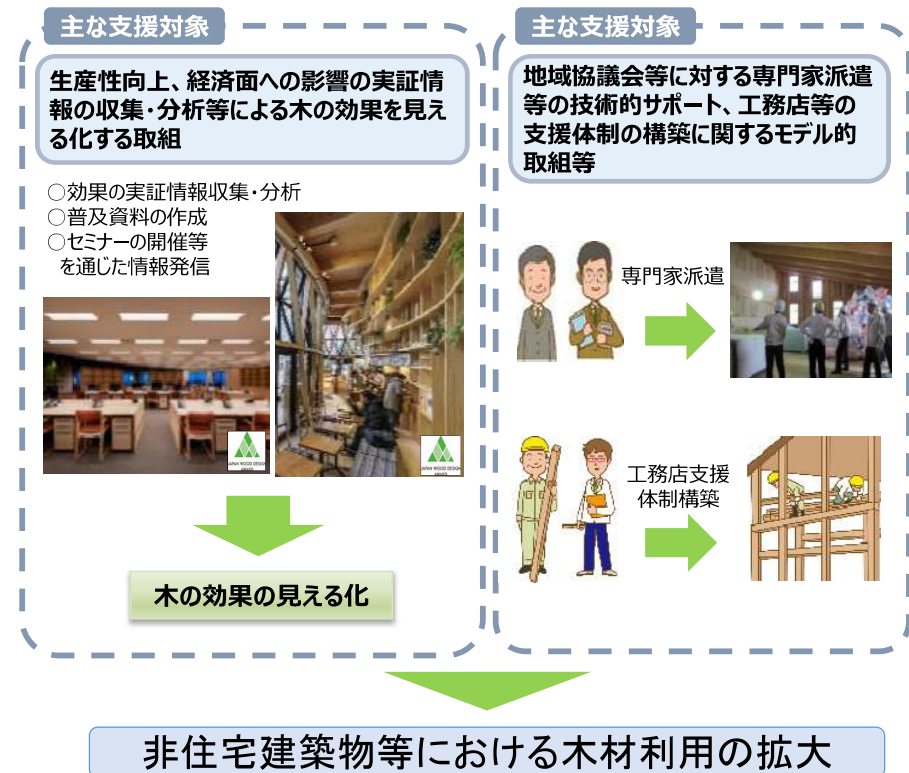 主な支援対象
生産性向上、経済面への影響の実証情
報の収集・分析等による木の効果を見え
る化する取組
○効果の実証情報収集・分析
○普及資料の作成
○セミナーの開催等
を通じた情報発信
JAPAN WOOD DESIGN
AWARD
JAPAN WOOD DESIGN
AWARD
木の効果の見える化
主な支援対象
地域協議会等に対する専門家派遣
等の技術的サポート、工務店等の
支援体制の構築に関するモデル的
取組等
専門家派遣
工務店支援
体制構築
非住宅建築物等における木材利用の拡大